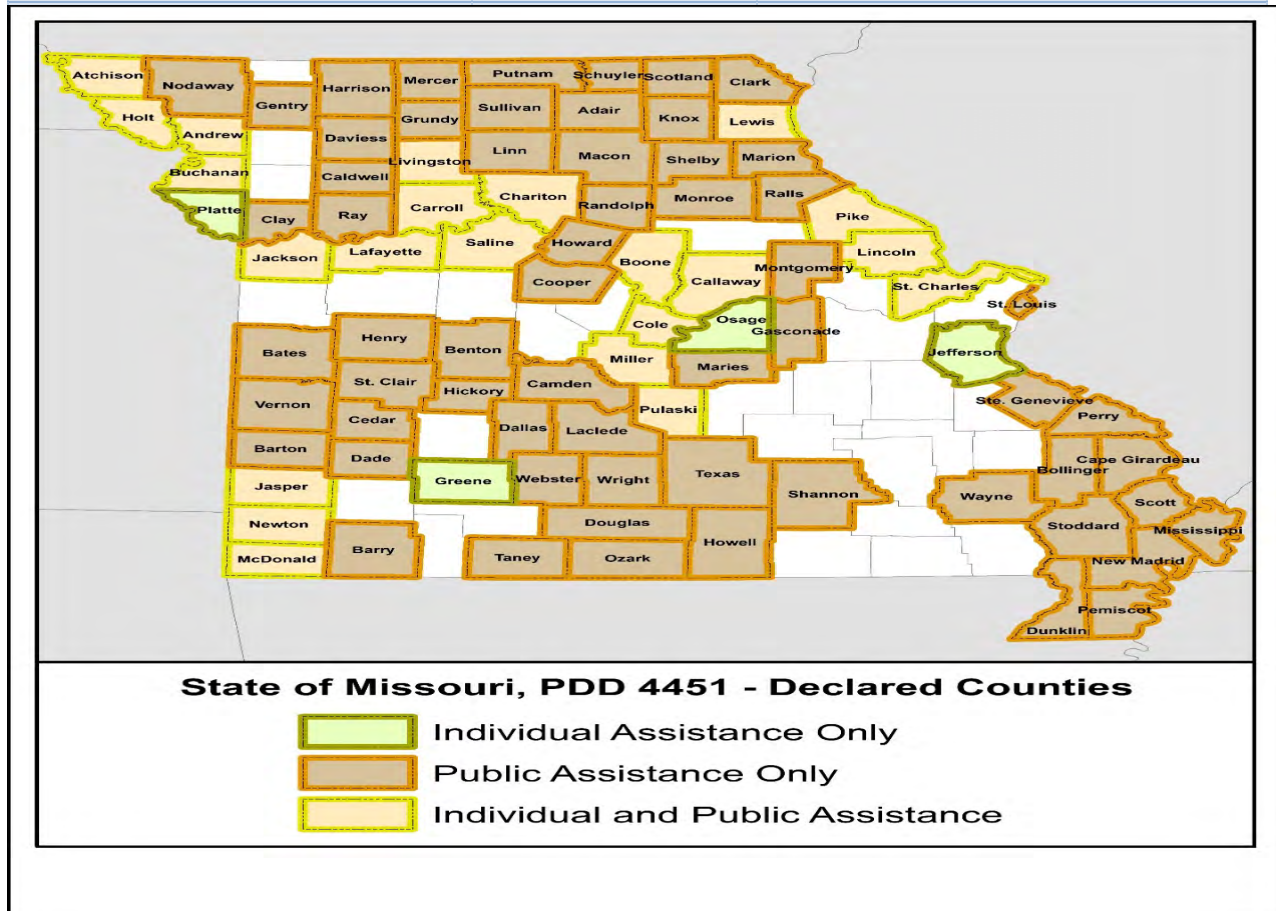 Atchison
Nodaway
Gentry
Harrison
Mercer
Putnam
Schuyler
Scotland
Clark
Holt
Andrew
Daviess
Grundy
Sullivan
Adair
Knox
Lewis
Buchanan
Caldwell
Livingston
Linn
Macon
Shelby
Marion
Platte
Clay
Ray
Carroll
Chariton
Randolph
Monroe
Ralls
Pike
Jackson
Lafayette
Saline
Howard
Boone
Callaway
Montgomery
Lincoln
Cooper
St. Charles
St. Louis
Cole
Osage
Gasconade
Jefferson
Bates
Henry
Benton
Miller
Maries
St. Clair
Hickory
Camden
Ste. Genevieve
Vernon
Cedar
Dallas
Laclede
Pulaski
Perry
Barton
Dade
Greene
Webster
Wright
Texas
Shannon
Wayne
Bollinger
Cape Girardeau
Jasper
Scott
Newton
Douglas
Stoddard
Mississippi
McDonald
Barry
Taney
Ozark
Howell
New Madrid
Pemiscot
Dunklin
State of Missouri, PDD 4451 - Declared Counties
Individual Assistance Only
Public Assistance Only
Individual and Public Assistance